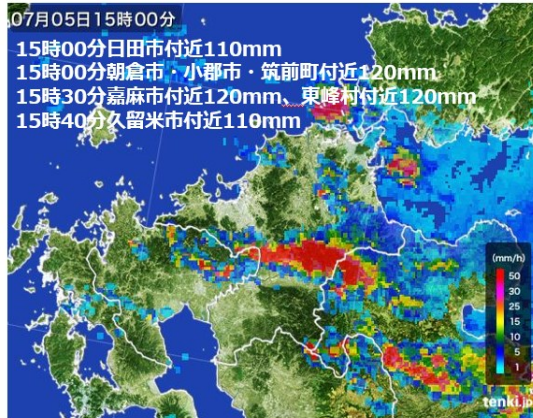 07月05日15時00分
15時00分日田市付近110mm
15時00分朝倉市・小郡市・筑前町付近120mm
15時30分嘉麻市付近120mm、東峰村付近120mm
15時40分久留米市付近110mm
(mm/h)
50
30
25
15
10
5
1
tenki.jp